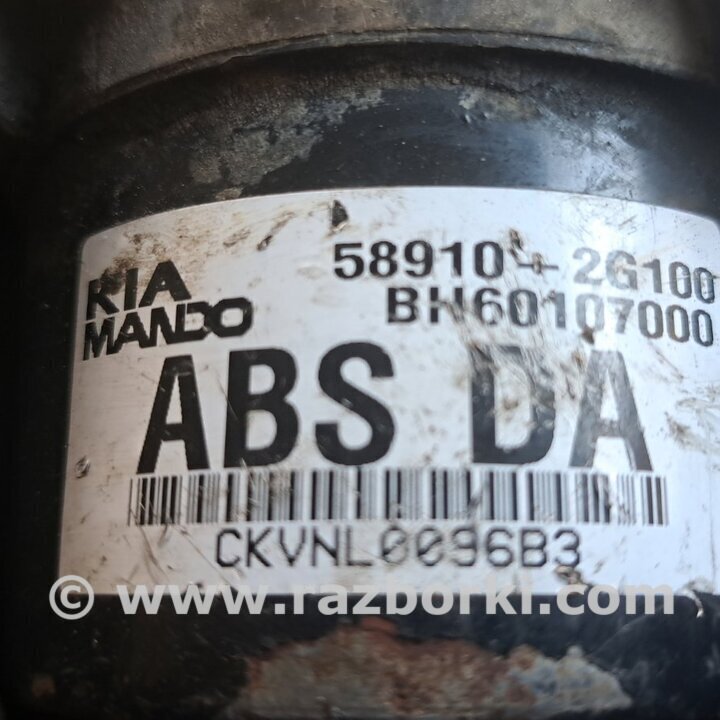 58910-2G100
KIA
BH60107000
MANDO
ABS DA
CKVNL0096B3
© www.razborki.com